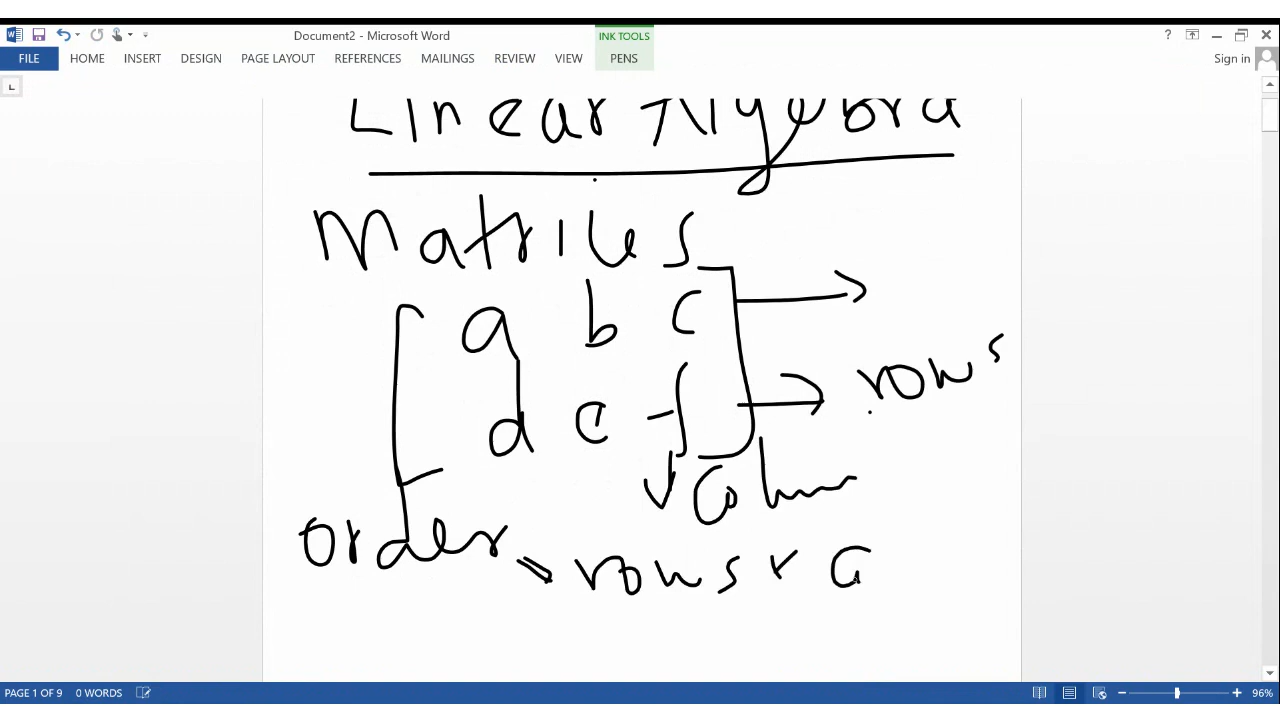 Document2 - Microsoft Word
INK TOOLS
?
FILE HOME INSERT DESIGN PAGE LAYOUT REFERENCES MAILINGS REVIEW VIEW PENS
Sign in
L
Linear Algebra
Matrices
a b c
d e f
rows
Column
order = rows x C
PAGE 1 OF 9 0 WORDS
96%